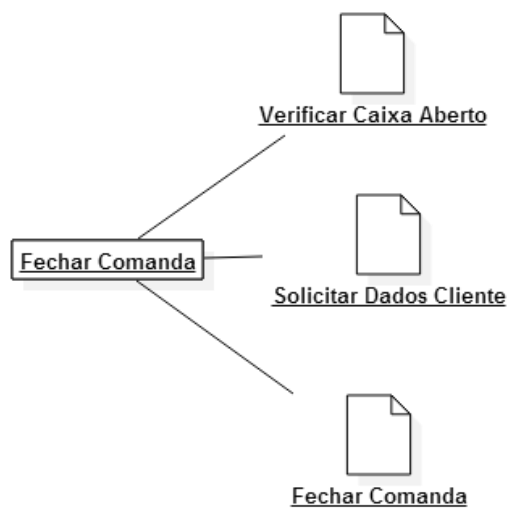 Verificar Caixa Aberto
Fechar Comanda
Solicitar Dados Cliente
Fechar Comanda